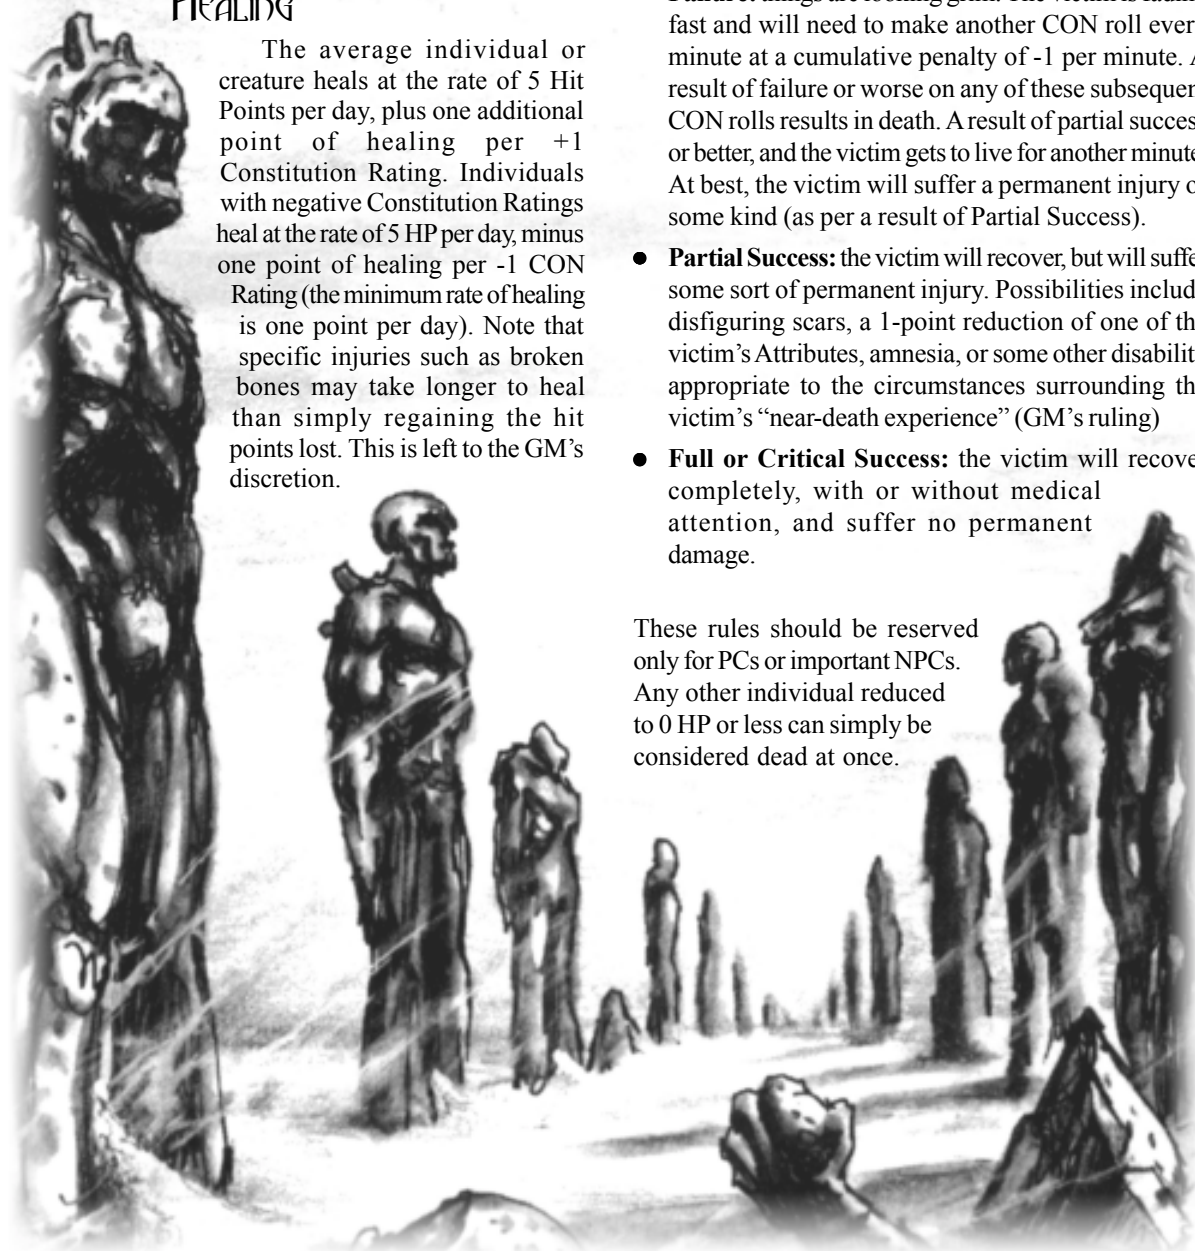 HEALING
The average individual or
creature heals at the rate of 5 Hit
Points per day, plus one additional
point of healing per +1
Constitution Rating. Individuals
with negative Constitution Ratings
heal at the rate of 5 HP per day, minus
one point of healing per -1 CON
Rating (the minimum rate of healing
is one point per day). Note that
specific injuries such as broken
bones may take longer to heal
than simply regaining the hit
points lost. This is left to the GM's
discretion.
things are looking grim. The victim is
fast and will need to make another CON roll ever
minute at a cumulative penalty of -1 per minute. A
result of failure or worse on any of these subsequen
CON rolls results in death. A result of partial succes
or better, and the victim gets to live for another minute
At best, the victim will suffer a permanent injury o
some kind (as per a result of Partial Success).
● Partial Success: the victim will recover, but will suffe
some sort of permanent injury. Possibilities includ
disfiguring scars, a 1-point reduction of one of th
victim's Attributes, amnesia, or some other disabilit
appropriate to the circumstances surrounding th
victim's “near-death experience” (GM's ruling)
● Full or Critical Success: the victim will recove
completely, with or without medical
attention, and suffer no permanent
damage.
These rules should be reserved
only for PCs or important NPCs.
Any other individual reduced
to 0 HP or less can simply be
considered dead at once.